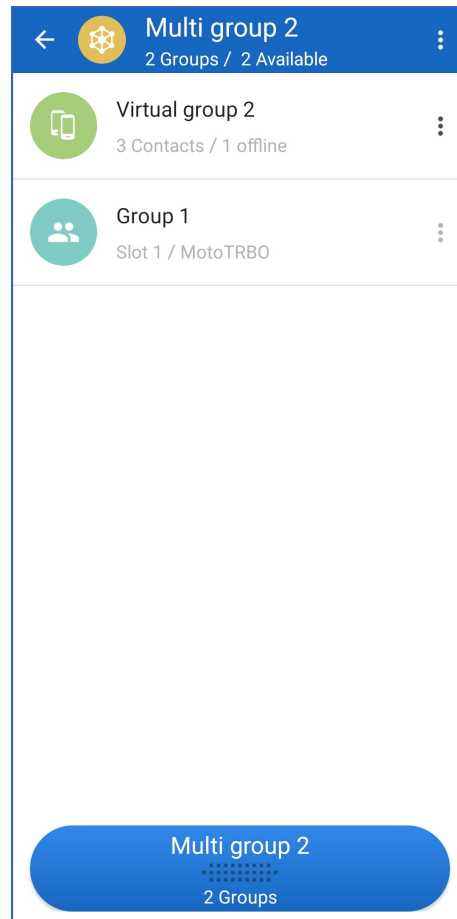 Multi group 2
2 Groups / 2 Available
Virtual group 2
3 Contacts / 1 offline
Group 1
Slot 1 / MotoTRBO
Multi group 2
2 Groups